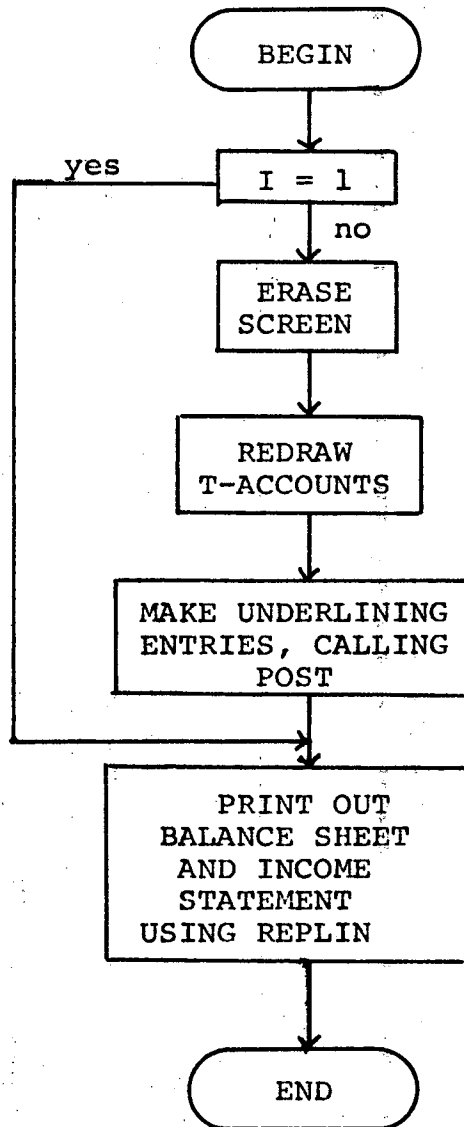 BEGIN
yes
I = 1
no
ERASE
SCREEN
REDRAW
T-ACCOUNTS
MAKE UNDERLINING
ENTRIES, CALLING
POST
PRINT OUT
BALANCE SHEET
AND INCOME
STATEMENT
USING REPLIN
END